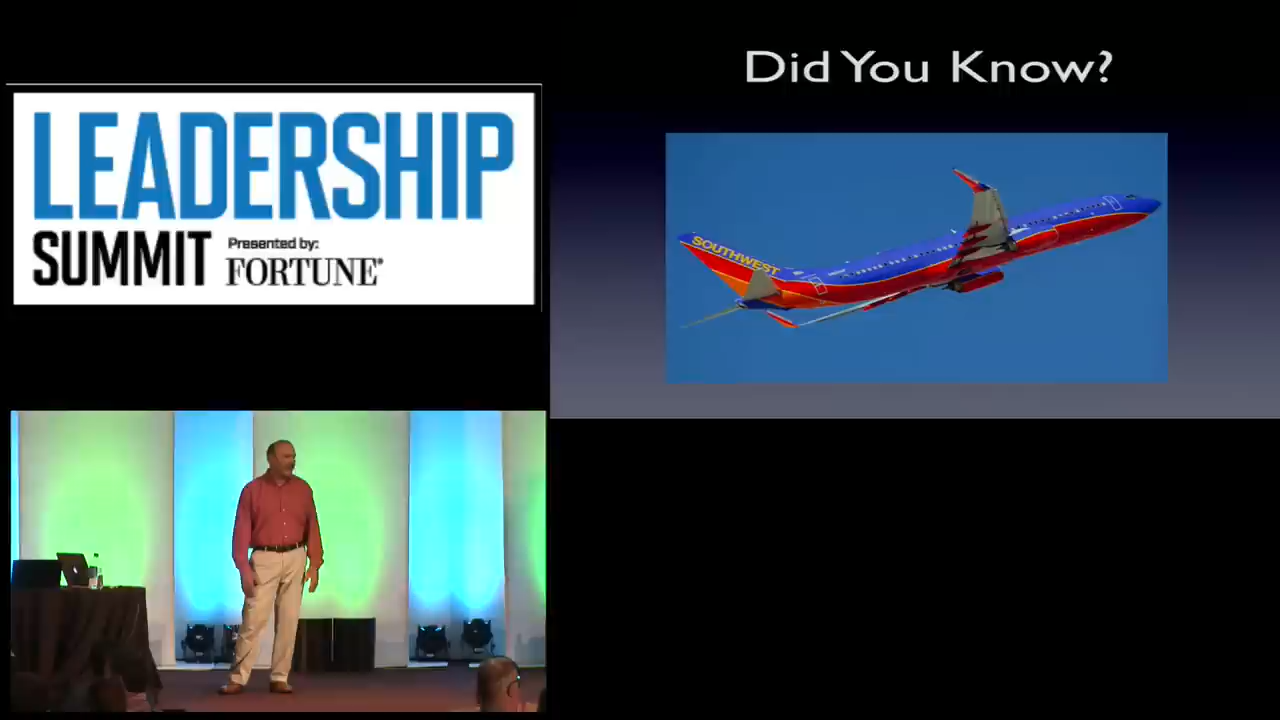 LEADERSHIP
SUMMIT
Presented by:
FORTUNE
Did You Know?
SOUTHWEST